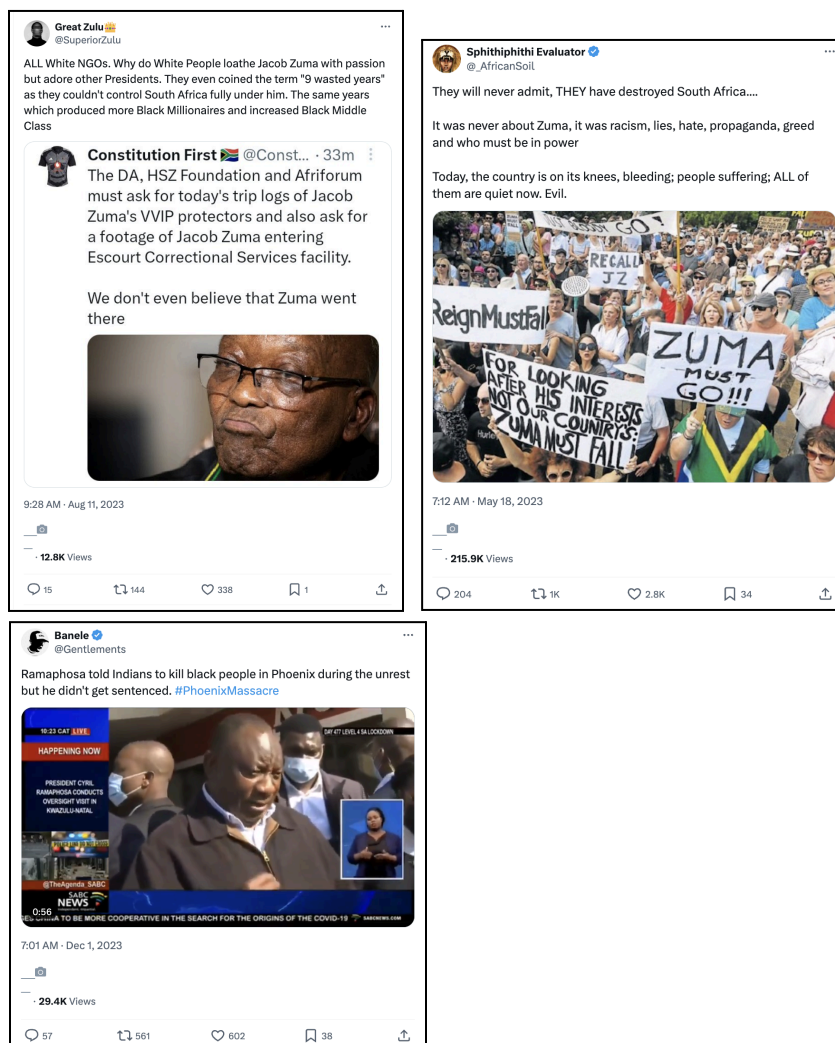 Great Zulu
@SuperiorZulu
ALL White NGOs. Why do White People loathe Jacob Zuma with passion
but adore other Presidents. They even coined the term "9 wasted years"
as they couldn't control South Africa fully under him. The same years
which produced more Black Millionaires and increased Black Middle
Class
Constitution First 🇿🇦 @Const... · 33m
The DA, HSZ Foundation and Afriforum
must ask for today's trip logs of Jacob
Zuma's VVIP protectors and also ask for
a footage of Jacob Zuma entering
Escourt Correctional Services facility.
We don't even believe that Zuma went
there
9:28 AM · Aug 11, 2023
· 12.8K Views
15 144 338 1
Sphithiphithi Evaluator
@_AfricanSoil
They will never admit, THEY have destroyed South Africa....
It was never about Zuma, it was racism, lies, hate, propaganda, greed
and who must be in power
Today, the country is on its knees, bleeding; people suffering; ALL of
them are quiet now. Evil.
GO!
RECALL
JZ
ReignMustFall
ZUMA
MUST
GO!!!
FOR LOOKING
AFTER HIS INTERESTS
NOT OUR COUNTRY'S:
ZUMA MUST FALL!
Hurley
7:12 AM · May 18, 2023
· 215.9K Views
204 1K 2.8K 34
Banele
@Gentlements
Ramaphosa told Indians to kill black people in Phoenix during the unrest
but he didn't get sentenced. #PhoenixMassacre
10:23 CAT LIVE
DAY 477 LEVEL 4 SA LOCKDOWN
HAPPENING NOW
PRESIDENT CYRIL
RAMAPHOSA CONDUCTS
OVERSIGHT VISIT IN
KWAZULU-NATAL
@TheAgenda_SABC
SABC
NEWS
0:56
CHINA TO BE MORE COOPERATIVE IN THE SEARCH FOR THE ORIGINS OF THE COVID-19 SABCNEWS.COM
7:01 AM · Dec 1, 2023
· 29.4K Views
57 561 602 38